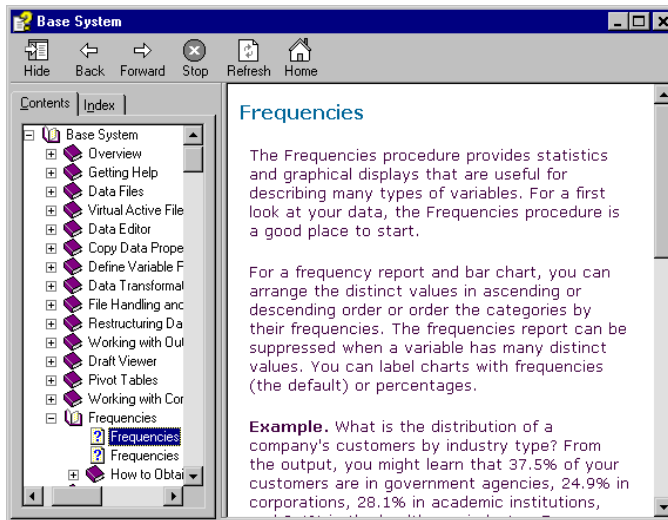 Base System
Hide Back Forward Stop Refresh Home
Contents Index
Base System
Overview
Getting Help
Data Files
Virtual Active File
Data Editor
Copy Data Prope
Define Variable P
Data Transformat
File Handling and
Restructuring Da
Working with Out
Draft Viewer
Pivot Tables
Working with Cor
Frequencies
Frequencies
Frequencies
How to Obtai
Frequencies
The Frequencies procedure provides statistics
and graphical displays that are useful for
describing many types of variables. For a first
look at your data, the Frequencies procedure is
a good place to start.
For a frequency report and bar chart, you can
arrange the distinct values in ascending or
descending order or order the categories by
their frequencies. The frequencies report can be
suppressed when a variable has many distinct
values. You can label charts with frequencies
(the default) or percentages.
Example. What is the distribution of a
company's customers by industry type? From
the output, you might learn that 37.5% of your
customers are in government agencies, 24.9% in
corporations, 28.1% in academic institutions,